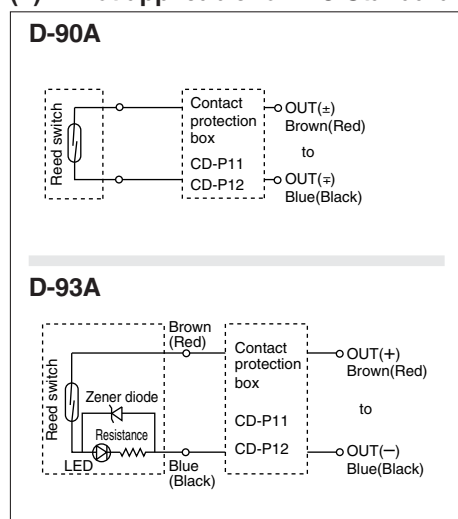 D-90A
Reed switch
Contact
protection
box
CD-P11
CD-P12
OUT(±)
Brown(Red)
to
OUT(∓)
Blue(Black)
D-93A
Reed switch
Brown
(Red)
Zener diode
Resistance
LED
Blue
(Black)
Contact
protection
box
CD-P11
CD-P12
OUT(+)
Brown(Red)
to
OUT(−)
Blue(Black)